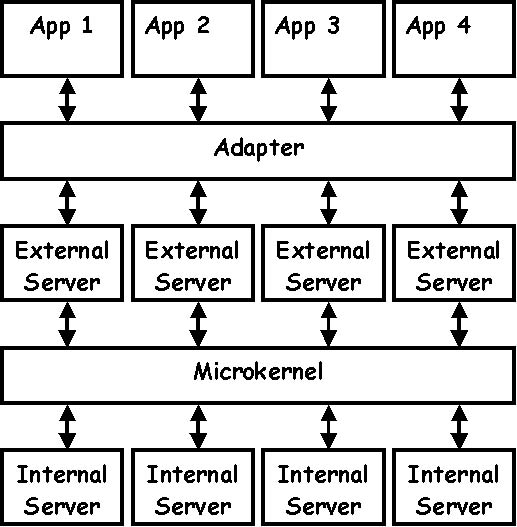 App 1 App 2 App 3 App 4
Adapter
External External External External
Server Server Server Server
Microkernel
Internal Internal Internal Internal
Server Server Server Server